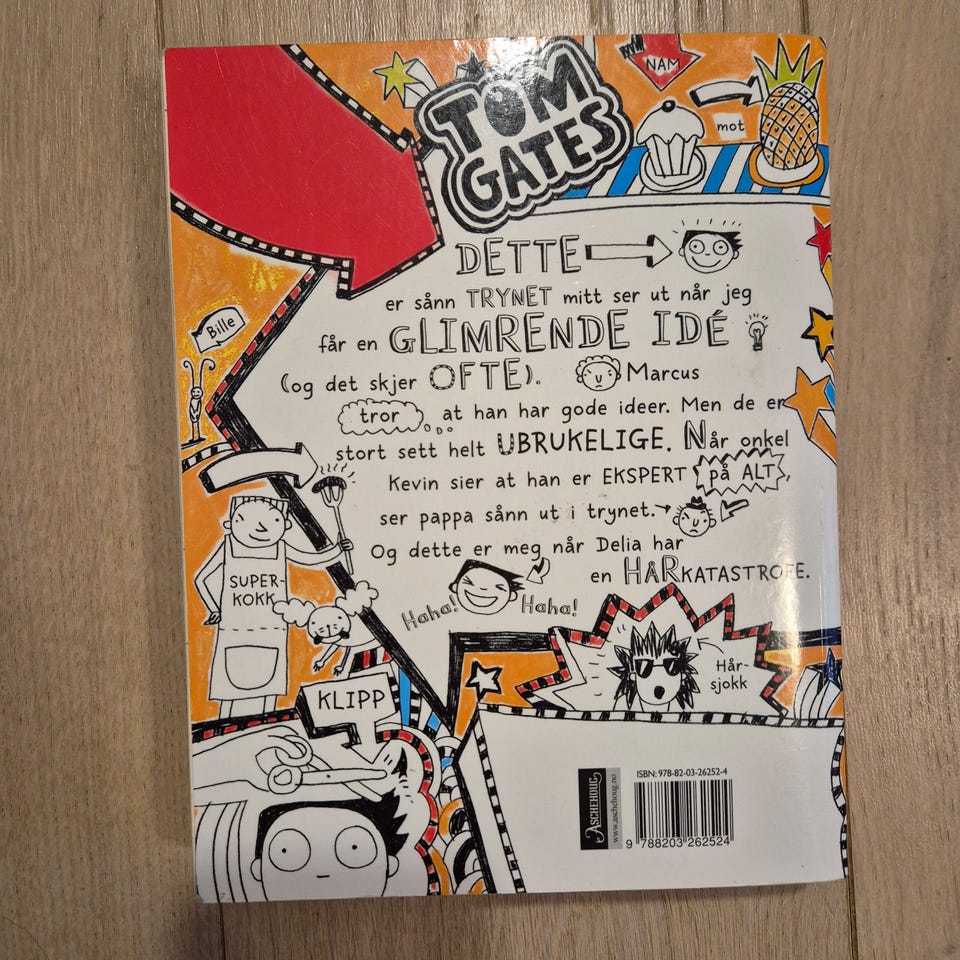 TOM
GATES
NAM
mot
DETTE
er sånn TRYNET mitt ser ut når jeg
får en GLIMRENDE IDÉ
(og det skjer OFTE). Marcus
tror at han har gode ideer. Men de er
stort sett helt UBRUKELIGE. Når onkel
Kevin sier at han er EKSPERT på ALT,
ser pappa sånn ut i trynet.
Og dette er meg når Delia har
en HÅRKATASTROFE.
Haha! Haha!
Bille
SUPER-
KOKK
KLIPP
Hår-
sjokk
ASCHEHOUG
www.aschehoug.no
ISBN: 978-82-03-26252-4
9 788203 262524